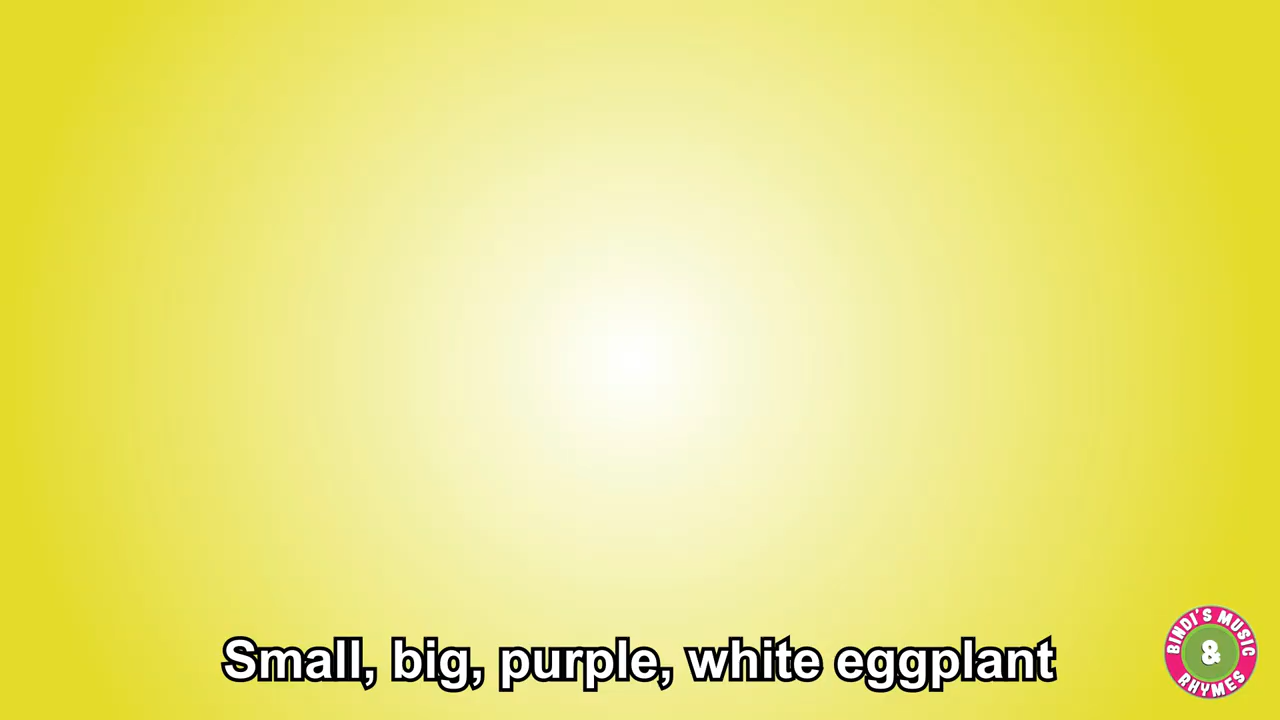 Small, big, purple, white eggplant
BINDI'S MUSIC
&
RHYMES